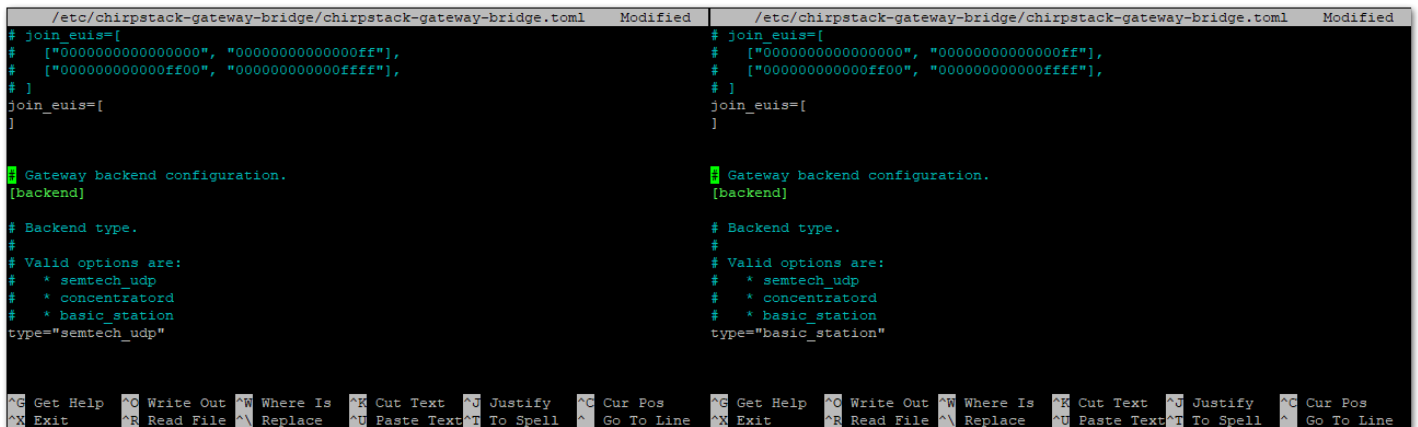 /etc/chirpstack-gateway-bridge/chirpstack-gateway-bridge.toml Modified
# join_euis=[
#   ["0000000000000000", "00000000000000ff"],
#   ["000000000000ff00", "000000000000ffff"],
# ]
join_euis=[
]
# Gateway backend configuration.
[backend]
# Backend type.
#
# Valid options are:
#   * semtech_udp
#   * concentratord
#   * basic_station
type="semtech_udp"
^G Get Help ^O Write Out ^W Where Is ^K Cut Text ^J Justify ^C Cur Pos
^X Exit ^R Read File ^\ Replace ^U Paste Text ^T To Spell ^_ Go To Line
/etc/chirpstack-gateway-bridge/chirpstack-gateway-bridge.toml Modified
# join_euis=[
#   ["0000000000000000", "00000000000000ff"],
#   ["000000000000ff00", "000000000000ffff"],
# ]
join_euis=[
]
# Gateway backend configuration.
[backend]
# Backend type.
#
# Valid options are:
#   * semtech_udp
#   * concentratord
#   * basic_station
type="basic_station"
^G Get Help ^O Write Out ^W Where Is ^K Cut Text ^J Justify ^C Cur Pos
^X Exit ^R Read File ^\ Replace ^U Paste Text ^T To Spell ^_ Go To Line